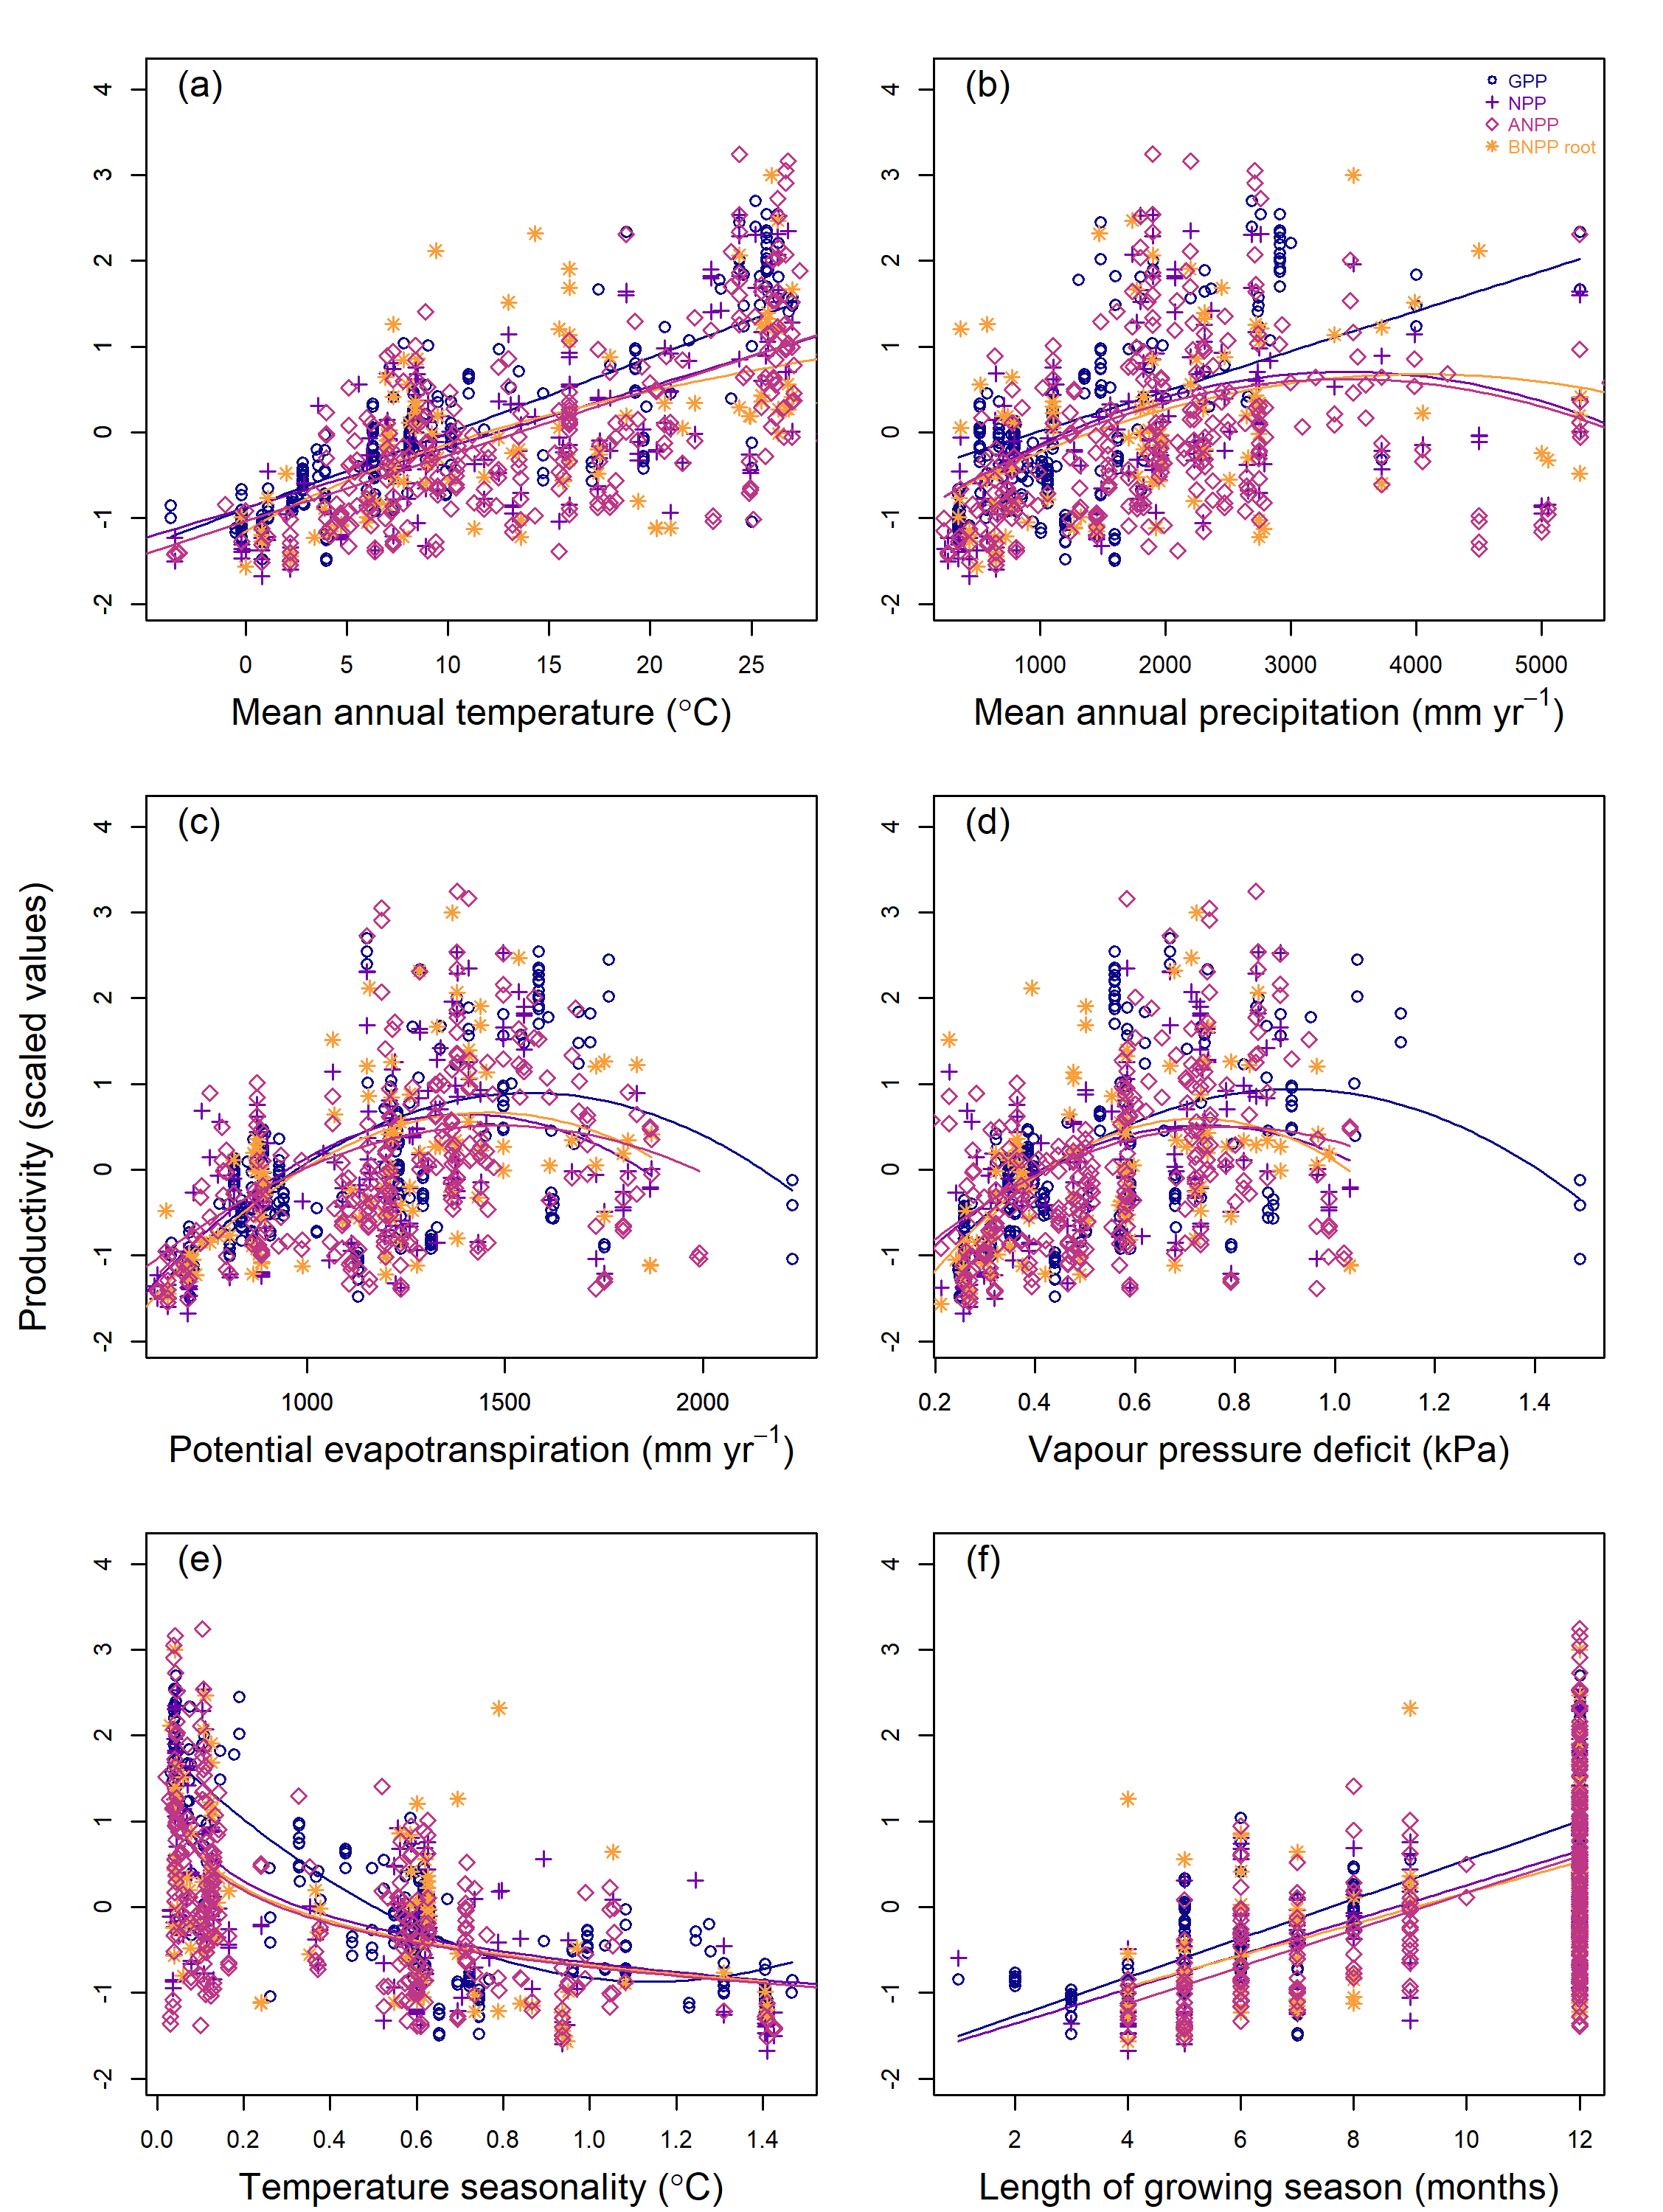 (a)
4
3
2
1
0
-1
-2
0 5 10 15 20 25
Mean annual temperature (°C)
(b)
GPP
NPP
ANPP
BNPP root
4
3
2
1
0
-1
-2
1000 2000 3000 4000 5000
Mean annual precipitation (mm yr−1)
Productivity (scaled values)
(c)
4
3
2
1
0
-1
-2
1000 1500 2000
Potential evapotranspiration (mm yr−1)
(d)
4
3
2
1
0
-1
-2
0.2 0.4 0.6 0.8 1.0 1.2 1.4
Vapour pressure deficit (kPa)
(e)
4
3
2
1
0
-1
-2
0.0 0.2 0.4 0.6 0.8 1.0 1.2 1.4
Temperature seasonality (°C)
(f)
4
3
2
1
0
-1
-2
2 4 6 8 10 12
Length of growing season (months)